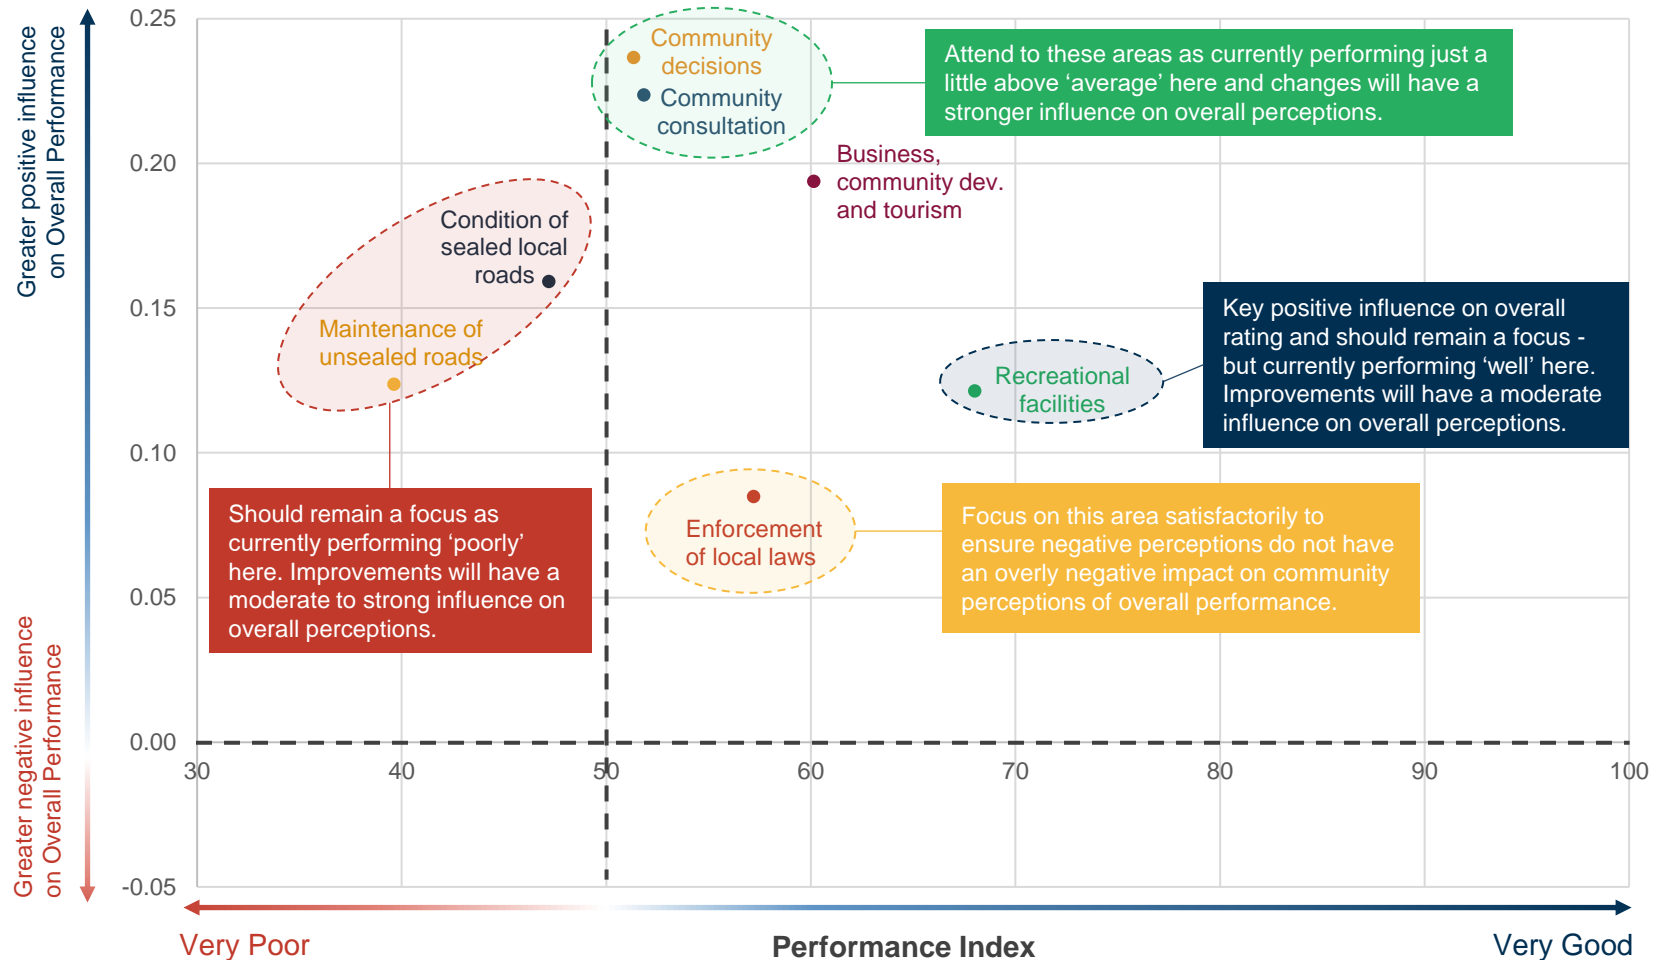 Greater positive influence
on Overall Performance
Greater negative influence
on Overall Performance
0.25
0.20
0.15
0.10
0.05
0.00
-0.05
30
40
50
60
70
80
90
100
Community
decisions
Community
consultation
Attend to these areas as currently performing just a
little above ‘average’ here and changes will have a
stronger influence on overall perceptions.
Business,
community dev.
and tourism
Condition of
sealed local
roads
Maintenance of
unsealed roads
Key positive influence on overall
rating and should remain a focus -
but currently performing ‘well’ here.
Improvements will have a moderate
influence on overall perceptions.
Recreational
facilities
Should remain a focus as
currently performing ‘poorly’
here. Improvements will have a
moderate to strong influence on
overall perceptions.
Enforcement
of local laws
Focus on this area satisfactorily to
ensure negative perceptions do not have
an overly negative impact on community
perceptions of overall performance.
Very Poor
Performance Index
Very Good